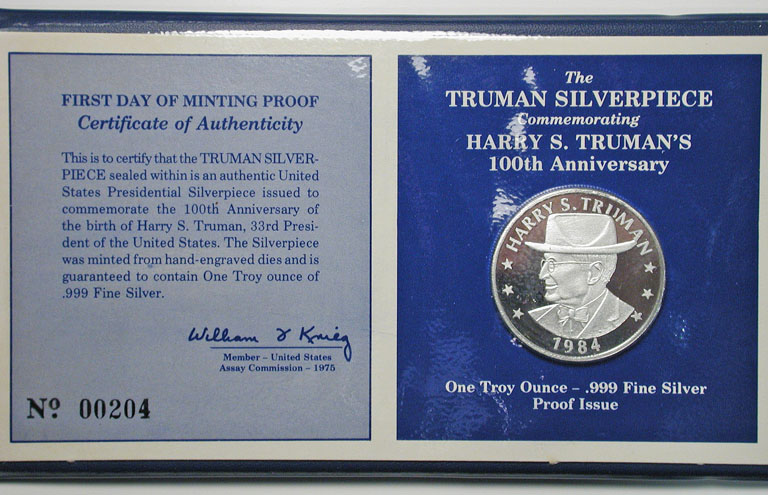 FIRST DAY OF MINTING PROOF
Certificate of Authenticity
This is to certify that the TRUMAN SILVER-
PIECE sealed within is an authentic United
States Presidential Silverpiece issued to
commemorate the 100th Anniversary of
the birth of Harry S. Truman, 33rd Presi-
dent of the United States. The Silverpiece
was minted from hand-engraved dies and is
guaranteed to contain One Troy ounce of
.999 Fine Silver.
William J Krieg
Member – United States
Assay Commission – 1975
Nº 00204
The
TRUMAN SILVERPIECE
Commemorating
HARRY S. TRUMAN'S
100th Anniversary
HARRY S. TRUMAN
1984
One Troy Ounce – .999 Fine Silver
Proof Issue